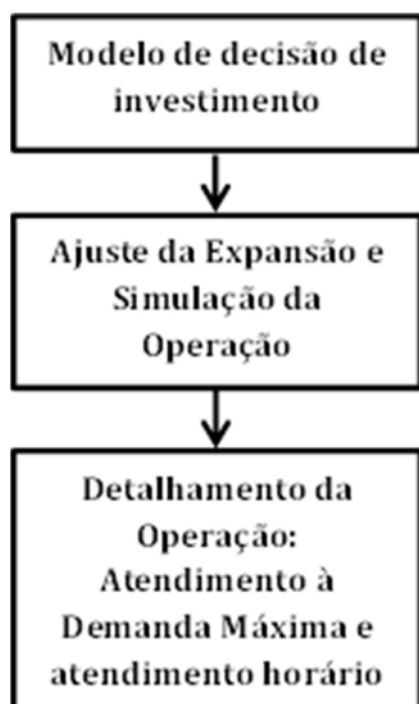 Modelo de decisão de
investimento
Ajuste da Expansão e
Simulação da
Operação
Detalhamento da
Operação:
Atendimento à
Demanda Máxima e
atendimento horário